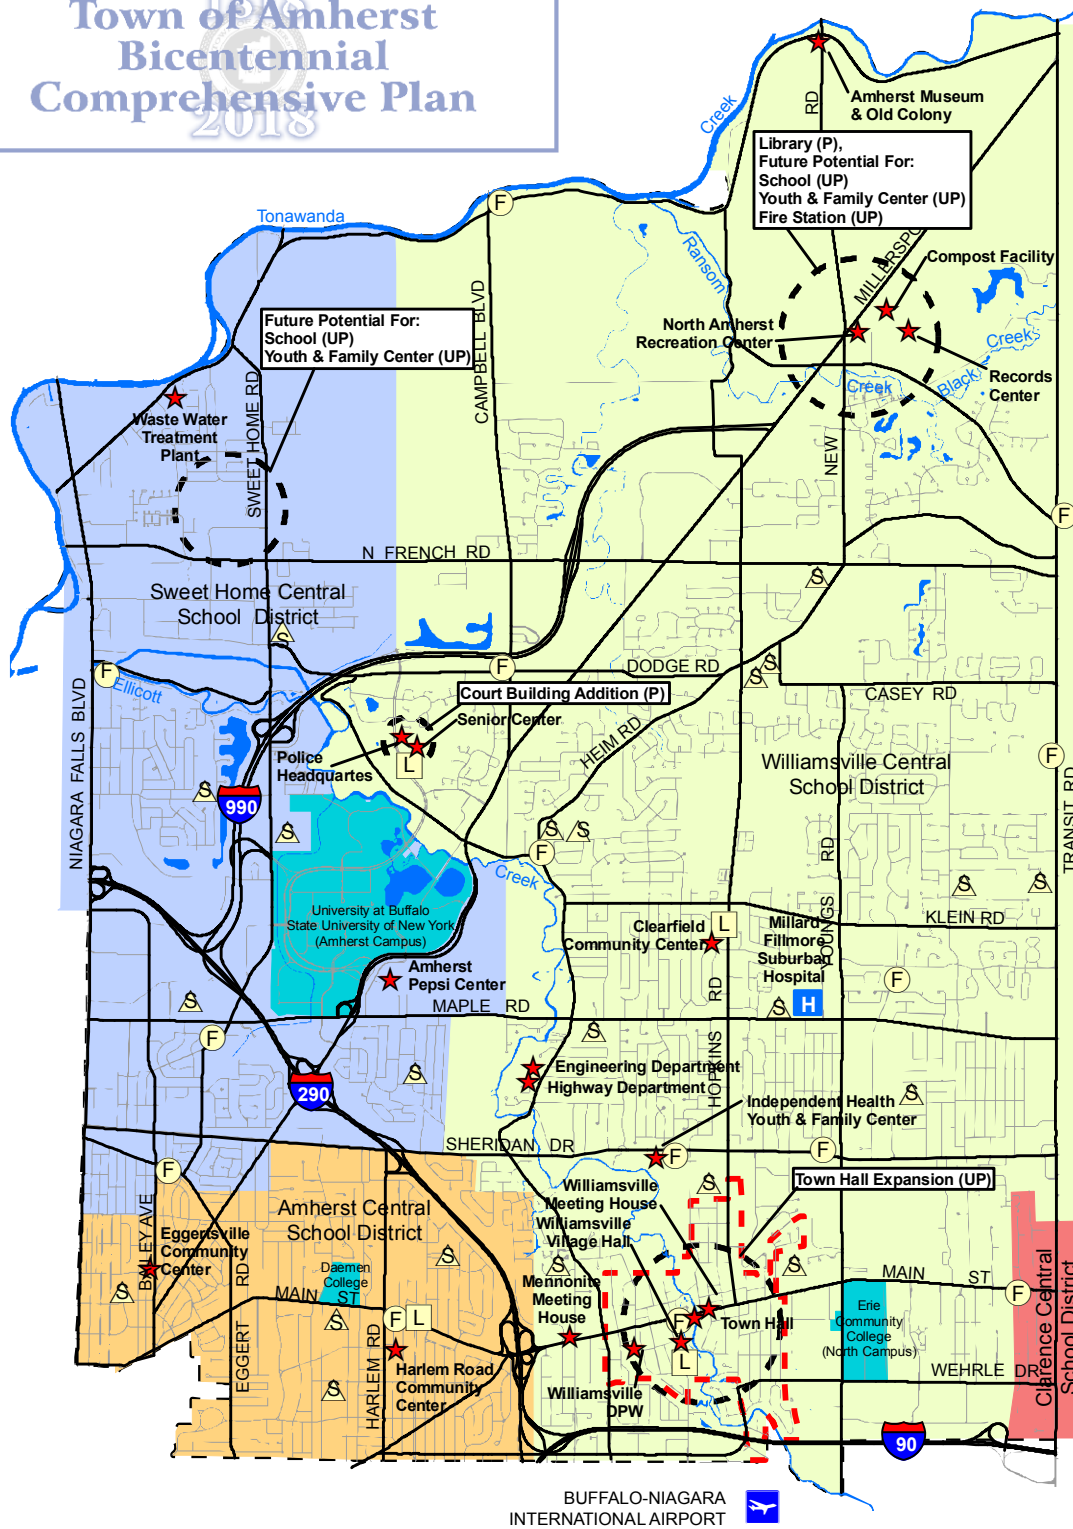 Town of Amherst
Bicentennial
Comprehensive Plan
2018
Creek
RD
Amherst Museum
& Old Colony
Library (P),
Future Potential For:
School (UP)
Youth & Family Center (UP)
Fire Station (UP)
F
Tonawanda
Ransom
MILLERSPO
Compost Facility
CAMPBELL BLVD
Future Potential For:
School (UP)
Youth & Family Center (UP)
North Amherst
Recreation Center
Creek
Black
Creek
Records
Center
SWEET HOME RD
Waste Water
Treatment
Plant
NEW
F
N FRENCH RD
Sweet Home Central
School District
S
S
F
Ellicott
F
DODGE RD
S
S
CASEY RD
NIAGARA FALLS BLVD
Court Building Addition (P)
Senior Center
HEIM RD
Police
Headquartes
L
Williamsville Central
School District
F
TRANSIT RD
990
S
S
S
S
F
YOUNGS RD
Creek
S
S
University at Buffalo
State University of New York
(Amherst Campus)
Clearfield
Community Center
L
Millard
Fillmore
Suburban
Hospital
KLEIN RD
Amherst
Pepsi Center
F
H
S
S
MAPLE RD
HOPKINS RD
F
S
S
Engineering Department
Highway Department
290
Independent Health
Youth & Family Center
S
SHERIDAN DR
F
F
F
Town Hall Expansion (UP)
Williamsville
Meeting House
S
Williamsville
Village Hall
Amherst Central
School District
BAILEY AVE
Eggertsville
Community
Center
S
S
S
S
Daemen
College
Mennonite
Meeting
House
MAIN ST
MAIN ST
F
EGGERT RD
F
L
S
F
Town Hall
Erie
Community
College
(North Campus)
L
HARLEM RD
Harlem Road
Community
Center
S
WEHRLE DR
Williamsville
DPW
Clarence Central
School District
90
BUFFALO-NIAGARA
INTERNATIONAL AIRPORT